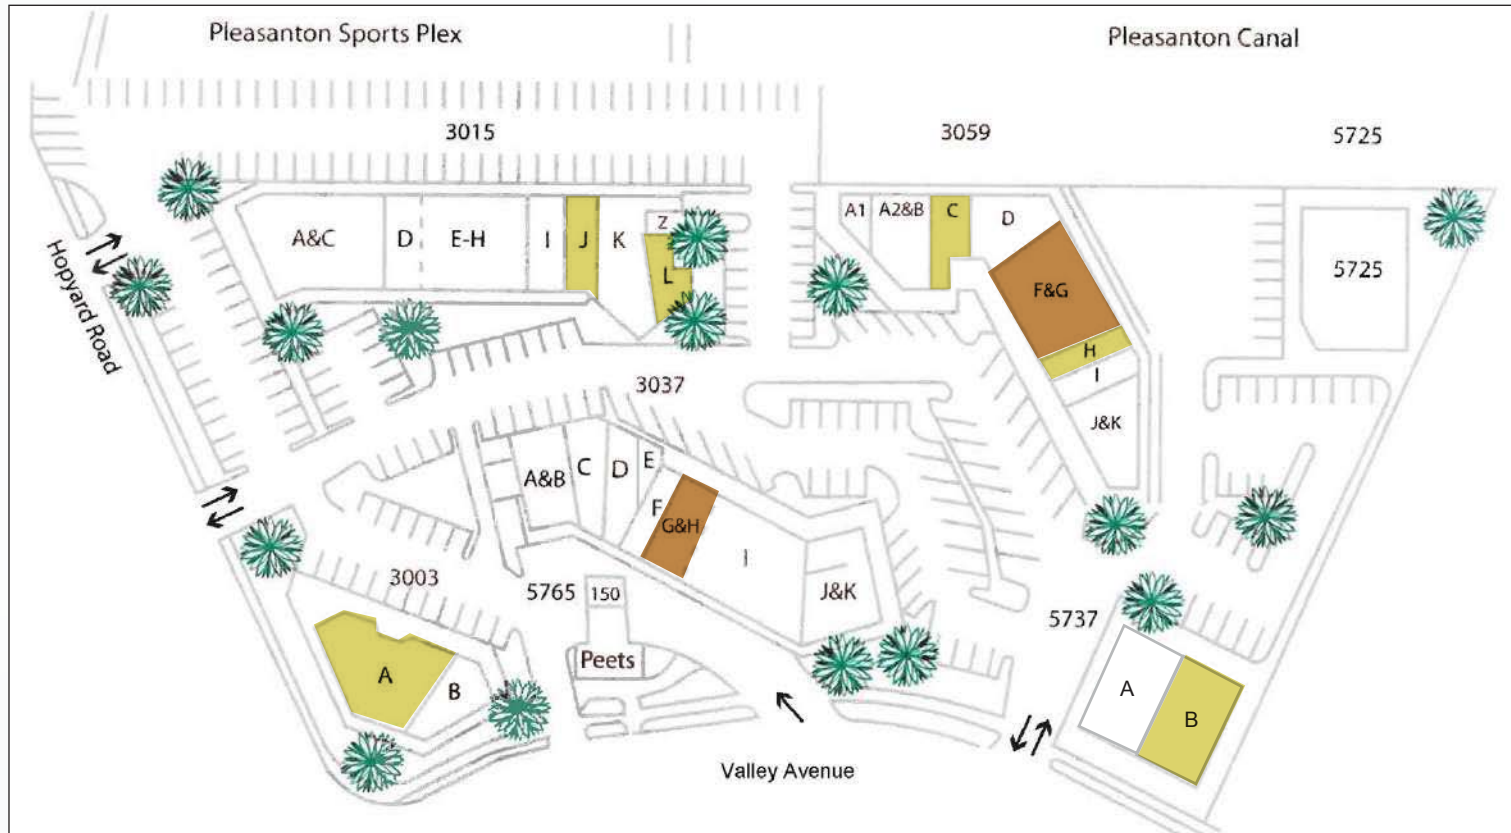 Pleasanton Sports Plex
Pleasanton Canal
3015
3059
5725
A&C
D
E-H
I
J
K
Z
L
A1
A2&B
C
D
F&G
H
I
J&K
5725
Hopyard Road
3037
A&B
C
D
E
F
G&H
I
J&K
3003
A
B
5765
150
Peets
5737
A
B
Valley Avenue